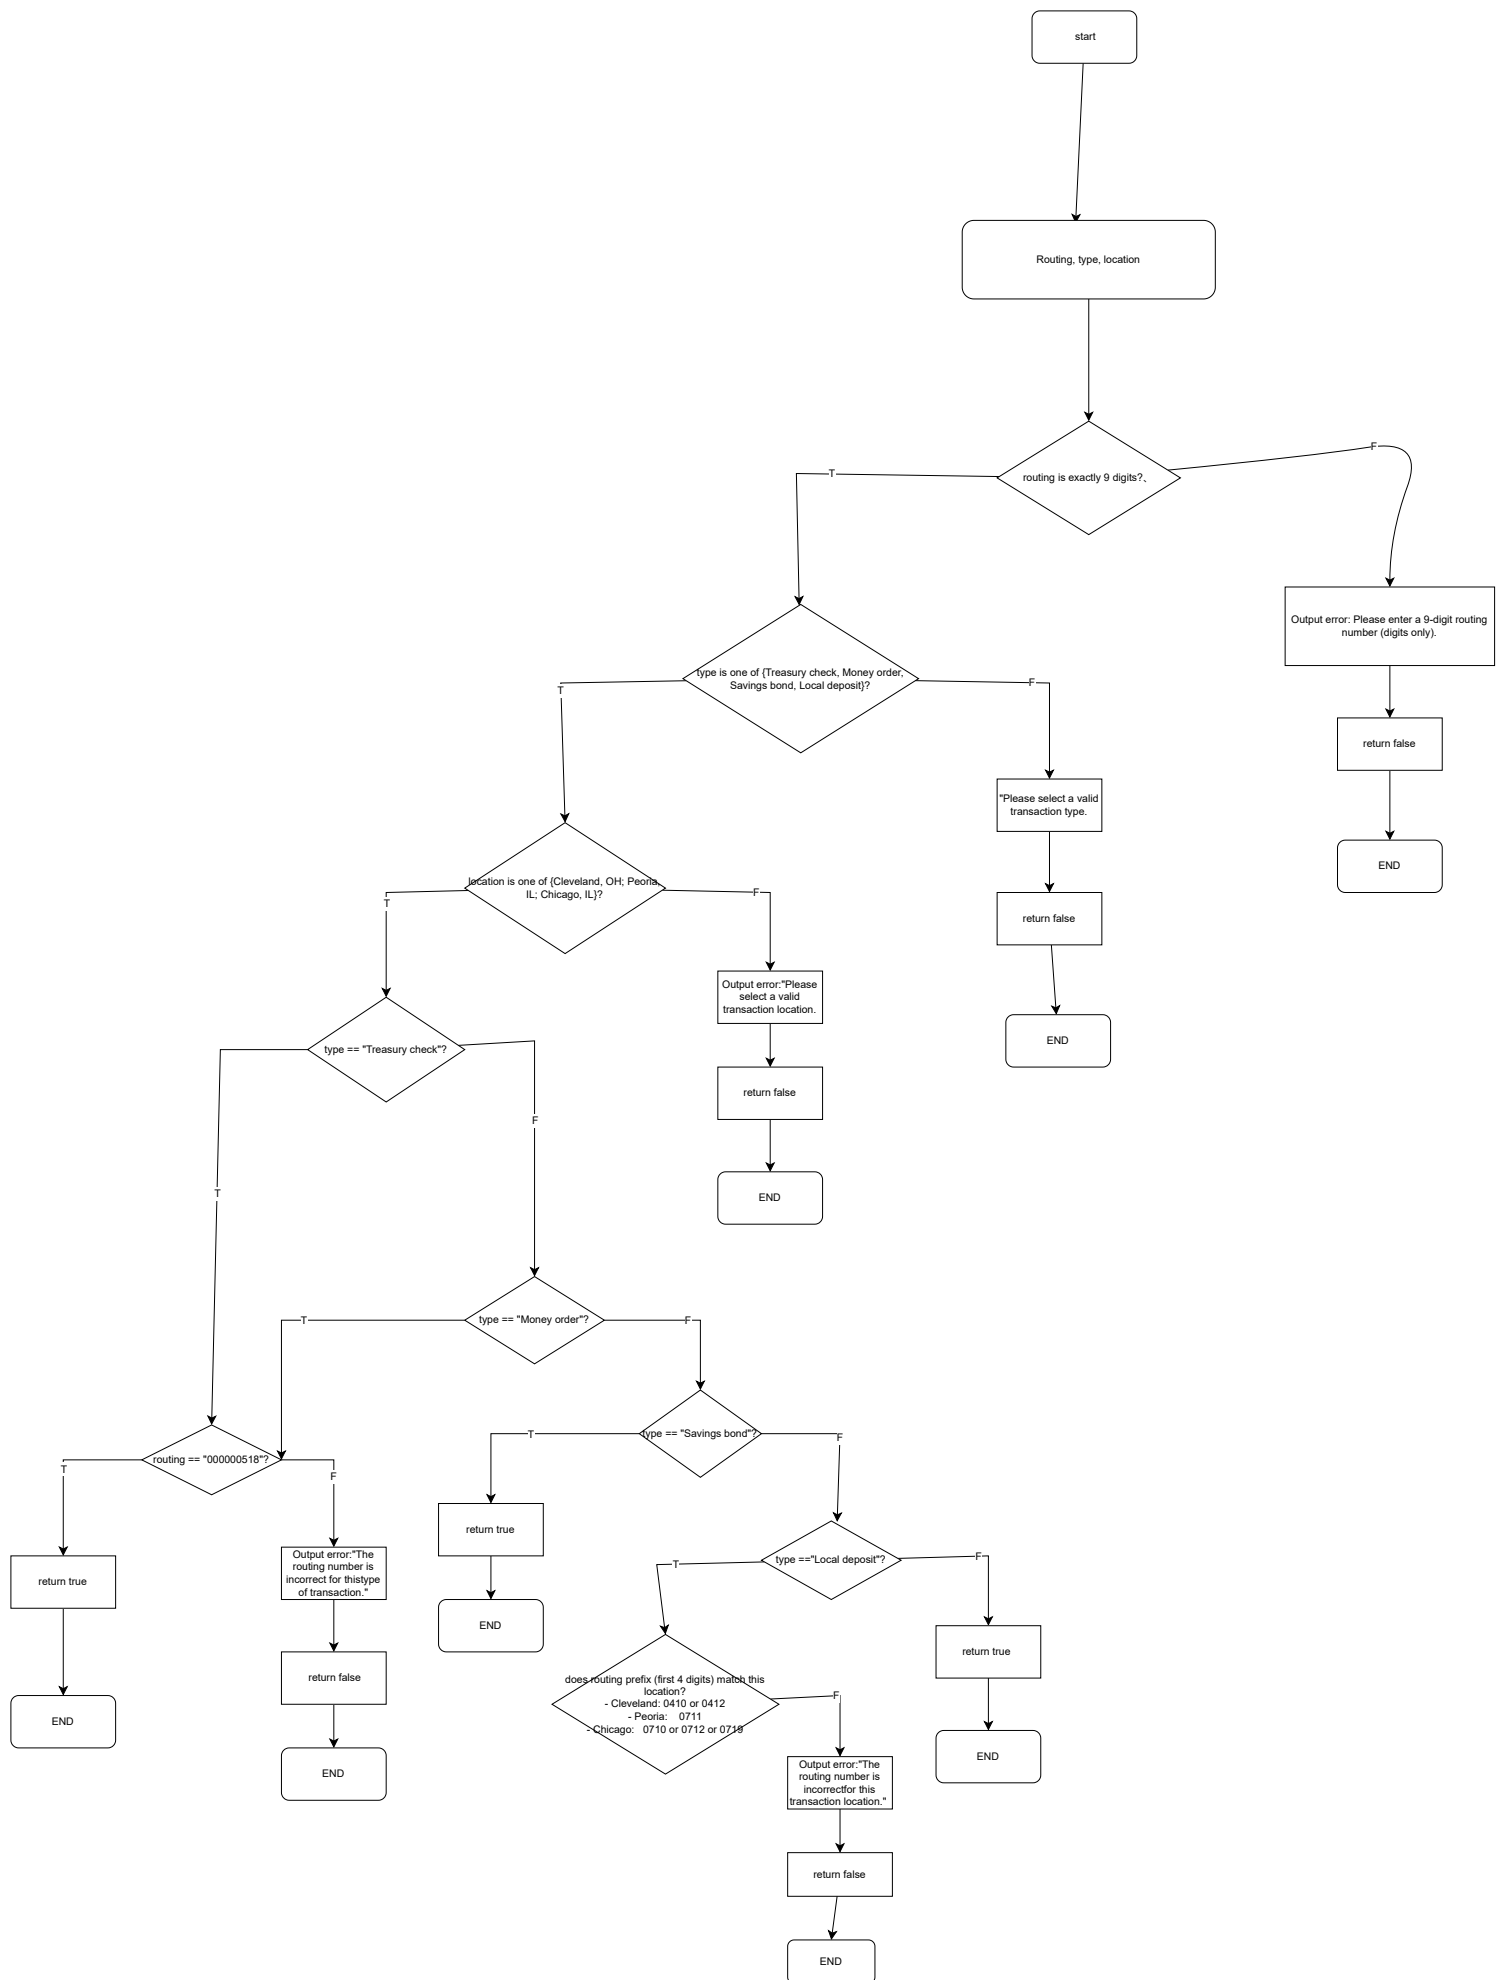 start
Routing, type, location
routing is exactly 9 digits?、
T
F
Output error: Please enter a 9-digit routing
number (digits only).
return false
END
type is one of {Treasury check, Money order,
Savings bond, Local deposit}?
T
F
"Please select a valid
transaction type.
return false
END
location is one of {Cleveland, OH; Peoria,
IL; Chicago, IL}?
T
F
Output error:"Please
select a valid
transaction location.
return false
END
type == "Treasury check"?
T
F
type == "Money order"?
T
F
routing == "000000518"?
T
F
return true
END
Output error:"The
routing number is
incorrect for thistype
of transaction."
return false
END
type == "Savings bond"?
T
F
return true
END
type =="Local deposit"?
T
F
return true
END
does routing prefix (first 4 digits) match this
location?
- Cleveland: 0410 or 0412
- Peoria: 0711
- Chicago: 0710 or 0712 or 0719
F
Output error:"The
routing number is
incorrectfor this
transaction location."
return false
END